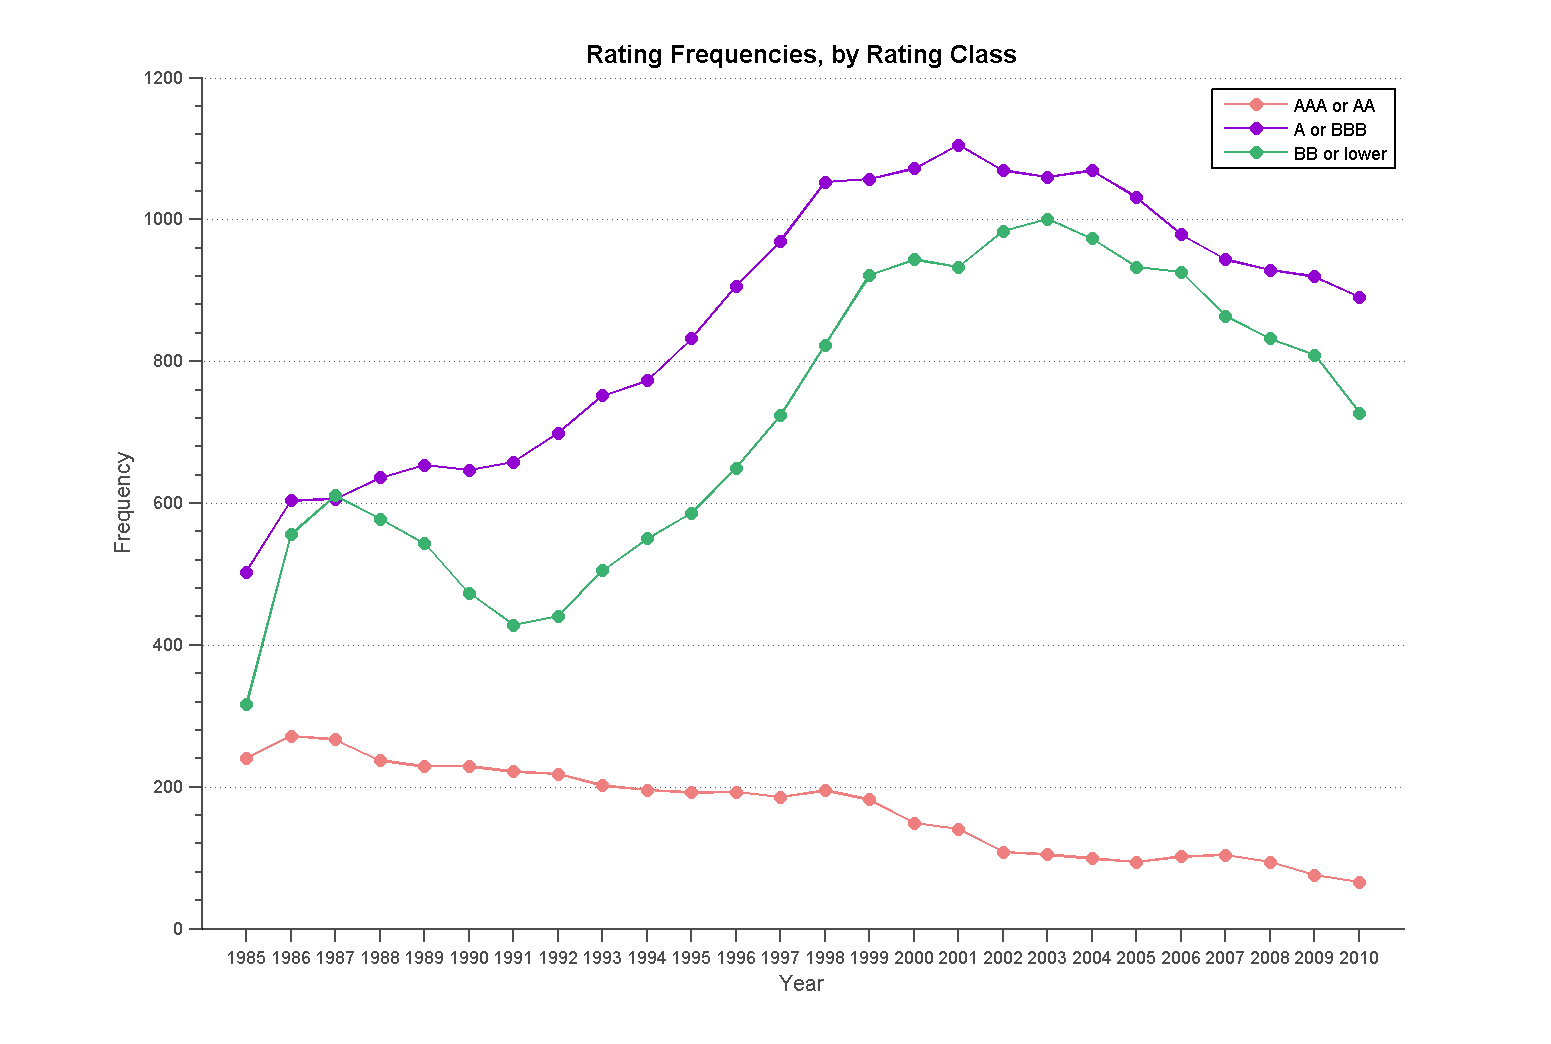 Rating Frequencies, by Rating Class
AAA or AA
A or BBB
BB or lower
1200
1000
800
600
400
200
0
Frequency
1985 1986 1987 1988 1989 1990 1991 1992 1993 1994 1995 1996 1997 1998 1999 2000 2001 2002 2003 2004 2005 2006 2007 2008 2009 2010
Year